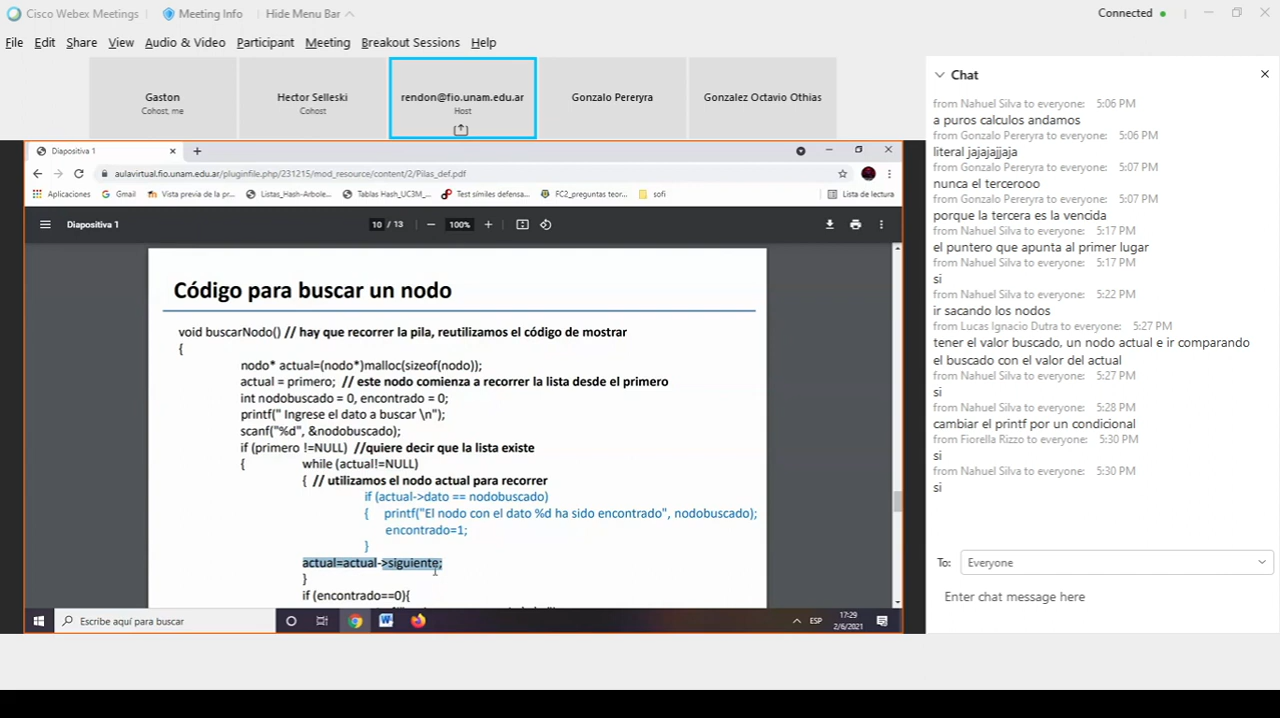 Cisco Webex Meetings
Meeting Info
Hide Menu Bar
Connected
File Edit Share View Audio & Video Participant Meeting Breakout Sessions Help
Gaston
Cohost, me
Hector Selleski
Cohost
rendon@fio.unam.edu.ar
Host
Gonzalo Pereryra
Gonzalez Octavio Othias
Diapositiva 1
aulavirtual.fio.unam.edu.ar/pluginfile.php/231215/mod_resource/content/2/Pilas_def.pdf
Aplicaciones Gmail Vista previa de la pr... Listas_Hash-Arbole... Tablas Hash_UC3M_... Test símiles defensa... FC2_preguntas teor... sofi Lista de lectura
Diapositiva 1
10 / 13
100%
Código para buscar un nodo
void buscarNodo() // hay que recorrer la pila, reutilizamos el código de mostrar
{
nodo* actual=(nodo*)malloc(sizeof(nodo));
actual = primero; // este nodo comienza a recorrer la lista desde el primero
int nodobuscado = 0, encontrado = 0;
printf(" Ingrese el dato a buscar \n");
scanf("%d", &nodobuscado);
if (primero !=NULL) //quiere decir que la lista existe
{ while (actual!=NULL)
{ // utilizamos el nodo actual para recorrer
if (actual->dato == nodobuscado)
{ printf("El nodo con el dato %d ha sido encontrado", nodobuscado);
encontrado=1;
}
actual=actual->siguiente;
}
if (encontrado==0){
Escribe aquí para buscar
ESP
17:29
2/6/2021
Chat
from Nahuel Silva to everyone: 5:06 PM
a puros calculos andamos
from Gonzalo Pereryra to everyone: 5:06 PM
literal jajajajjaja
from Gonzalo Pereryra to everyone: 5:07 PM
nunca el tercerooo
from Gonzalo Pereryra to everyone: 5:07 PM
porque la tercera es la vencida
from Nahuel Silva to everyone: 5:17 PM
el puntero que apunta al primer lugar
from Nahuel Silva to everyone: 5:17 PM
si
from Nahuel Silva to everyone: 5:22 PM
ir sacando los nodos
from Lucas Ignacio Dutra to everyone: 5:27 PM
tener el valor buscado, un nodo actual e ir comparando
el buscado con el valor del actual
from Nahuel Silva to everyone: 5:27 PM
si
from Nahuel Silva to everyone: 5:28 PM
cambiar el printf por un condicional
from Fiorella Rizzo to everyone: 5:30 PM
si
from Nahuel Silva to everyone: 5:30 PM
si
To: Everyone
Enter chat message here